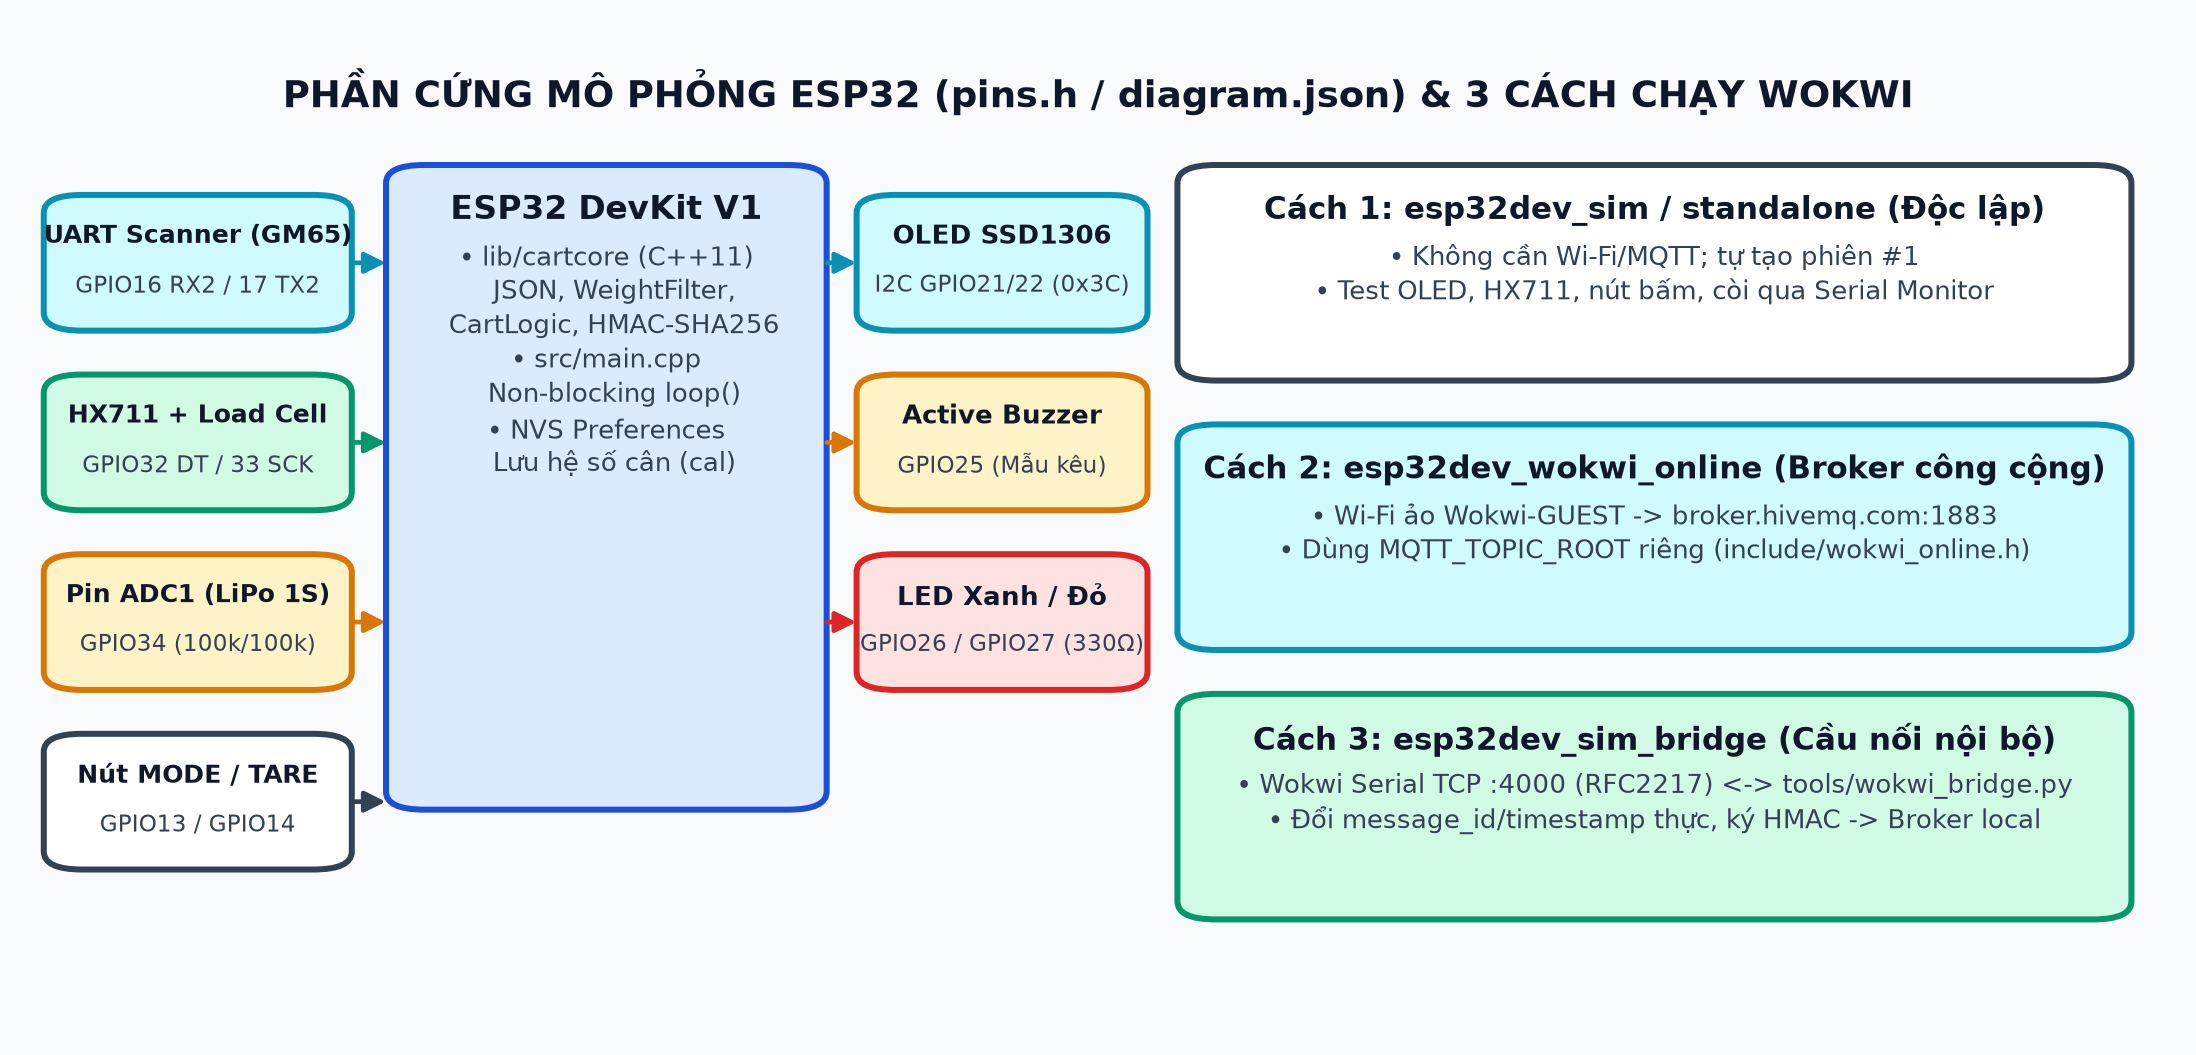 PHẦN CỨNG MÔ PHỎNG ESP32 (pins.h / diagram.json) & 3 CÁCH CHẠY WOKWI
UART Scanner (GM65)
GPIO16 RX2 / 17 TX2
HX711 + Load Cell
GPIO32 DT / 33 SCK
Pin ADC1 (LiPo 1S)
GPIO34 (100k/100k)
Nút MODE / TARE
GPIO13 / GPIO14
ESP32 DevKit V1
• lib/cartcore (C++11)
JSON, WeightFilter,
CartLogic, HMAC-SHA256
• src/main.cpp
Non-blocking loop()
• NVS Preferences
Lưu hệ số cân (cal)
OLED SSD1306
I2C GPIO21/22 (0x3C)
Active Buzzer
GPIO25 (Mẫu kêu)
LED Xanh / Đỏ
GPIO26 / GPIO27 (330Ω)
Cách 1: esp32dev_sim / standalone (Độc lập)
• Không cần Wi-Fi/MQTT; tự tạo phiên #1
• Test OLED, HX711, nút bấm, còi qua Serial Monitor
Cách 2: esp32dev_wokwi_online (Broker công cộng)
• Wi-Fi ảo Wokwi-GUEST -> broker.hivemq.com:1883
• Dùng MQTT_TOPIC_ROOT riêng (include/wokwi_online.h)
Cách 3: esp32dev_sim_bridge (Cầu nối nội bộ)
• Wokwi Serial TCP :4000 (RFC2217) <-> tools/wokwi_bridge.py
• Đổi message_id/timestamp thực, ký HMAC -> Broker local